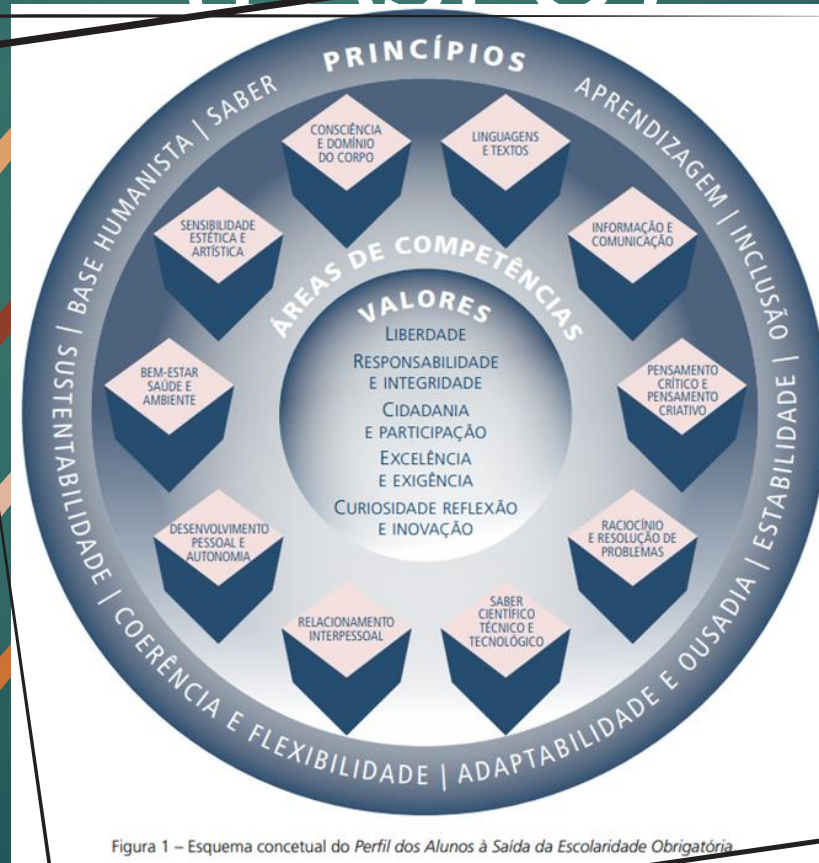 PRINCÍPIOS
BASE HUMANISTA | SABER
APRENDIZAGEM | INCLUSÃO |
ESTABILIDADE |
ADAPTABILIDADE E OUSADIA |
COERÊNCIA E FLEXIBILIDADE |
SUSTENTABILIDADE |
CONSCIÊNCIA
E DOMÍNIO
DO CORPO
LINGUAGENS
E TEXTOS
INFORMAÇÃO E
COMUNICAÇÃO
PENSAMENTO
CRÍTICO E
PENSAMENTO
CRIATIVO
RACIOCÍNIO
E RESOLUÇÃO DE
PROBLEMAS
SABER
CIENTÍFICO
TÉCNICO E
TECNOLÓGICO
RELACIONAMENTO
INTERPESSOAL
DESENVOLVIMENTO
PESSOAL E
AUTONOMIA
BEM-ESTAR
SAÚDE E
AMBIENTE
SENSIBILIDADE
ESTÉTICA E
ARTÍSTICA
ÁREAS DE COMPETÊNCIAS
VALORES
LIBERDADE
RESPONSABILIDADE
E INTEGRIDADE
CIDADANIA
E PARTICIPAÇÃO
EXCELÊNCIA
E EXIGÊNCIA
CURIOSIDADE REFLEXÃO
E INOVAÇÃO
Figura 1 – Esquema concetual do Perfil dos Alunos à Saída da Escolaridade Obrigatória